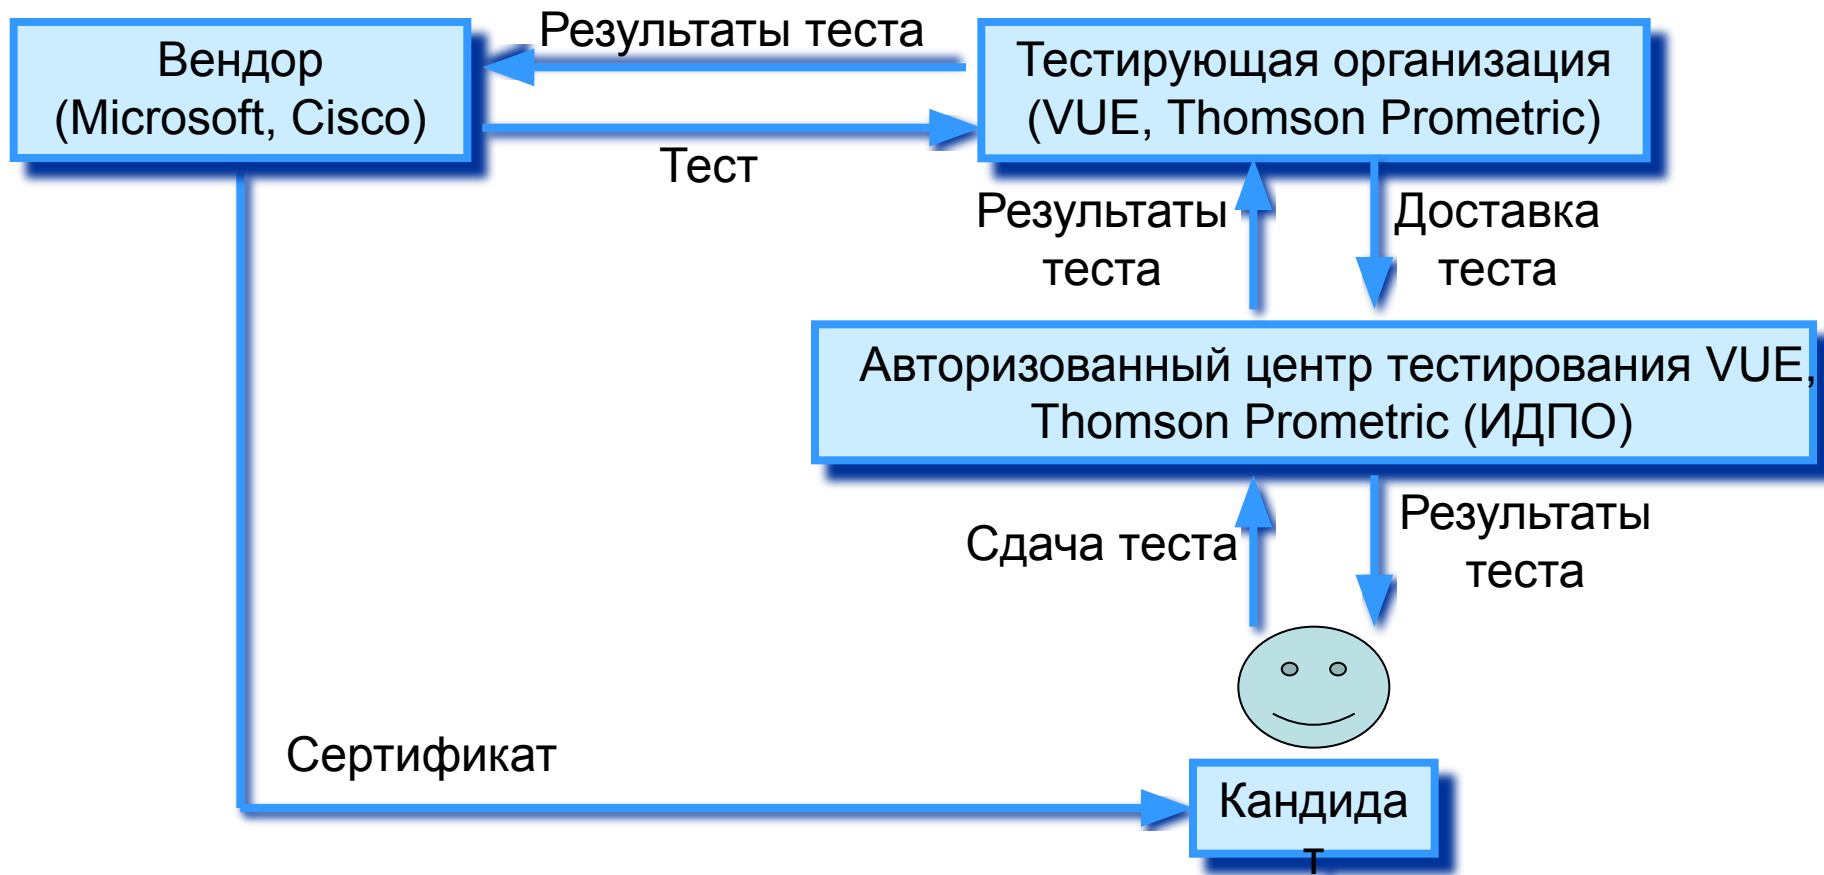 Результаты теста
Вендор
(Microsoft, Cisco)
Тестирующая организация
(VUE, Thomson Prometric)
Тест
Результаты
теста
Доставка
теста
Авторизованный центр тестирования VUE,
Thomson Prometric (ИДПО)
Сдача теста
Результаты
теста
Сертификат
Кандида
т